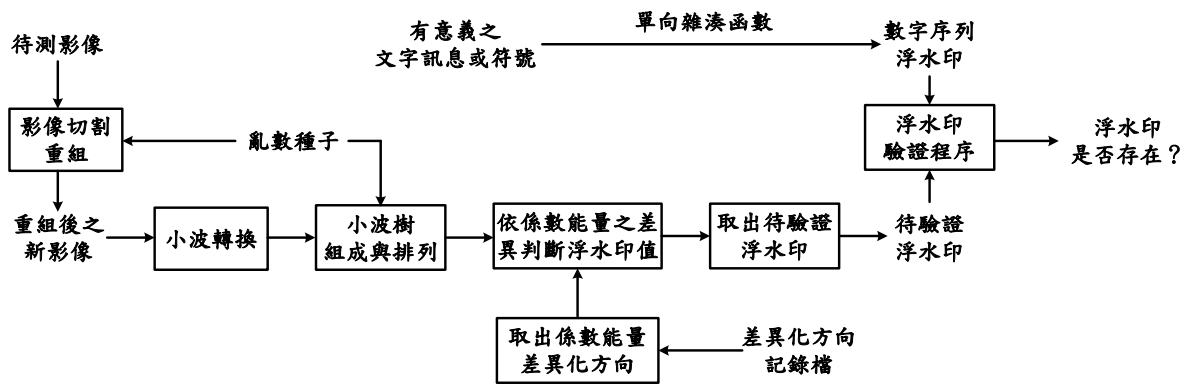 待測影像
影像切割
重組
亂數種子
重組後之
新影像
小波轉換
小波樹
組成與排列
依係數能量之差
異判斷浮水印值
取出待驗證
浮水印
待驗證
浮水印
取出係數能量
差異化方向
差異化方向
記錄檔
有意義之
文字訊息或符號
單向雜湊函數
數字序列
浮水印
浮水印
驗證程序
浮水印
是否存在？